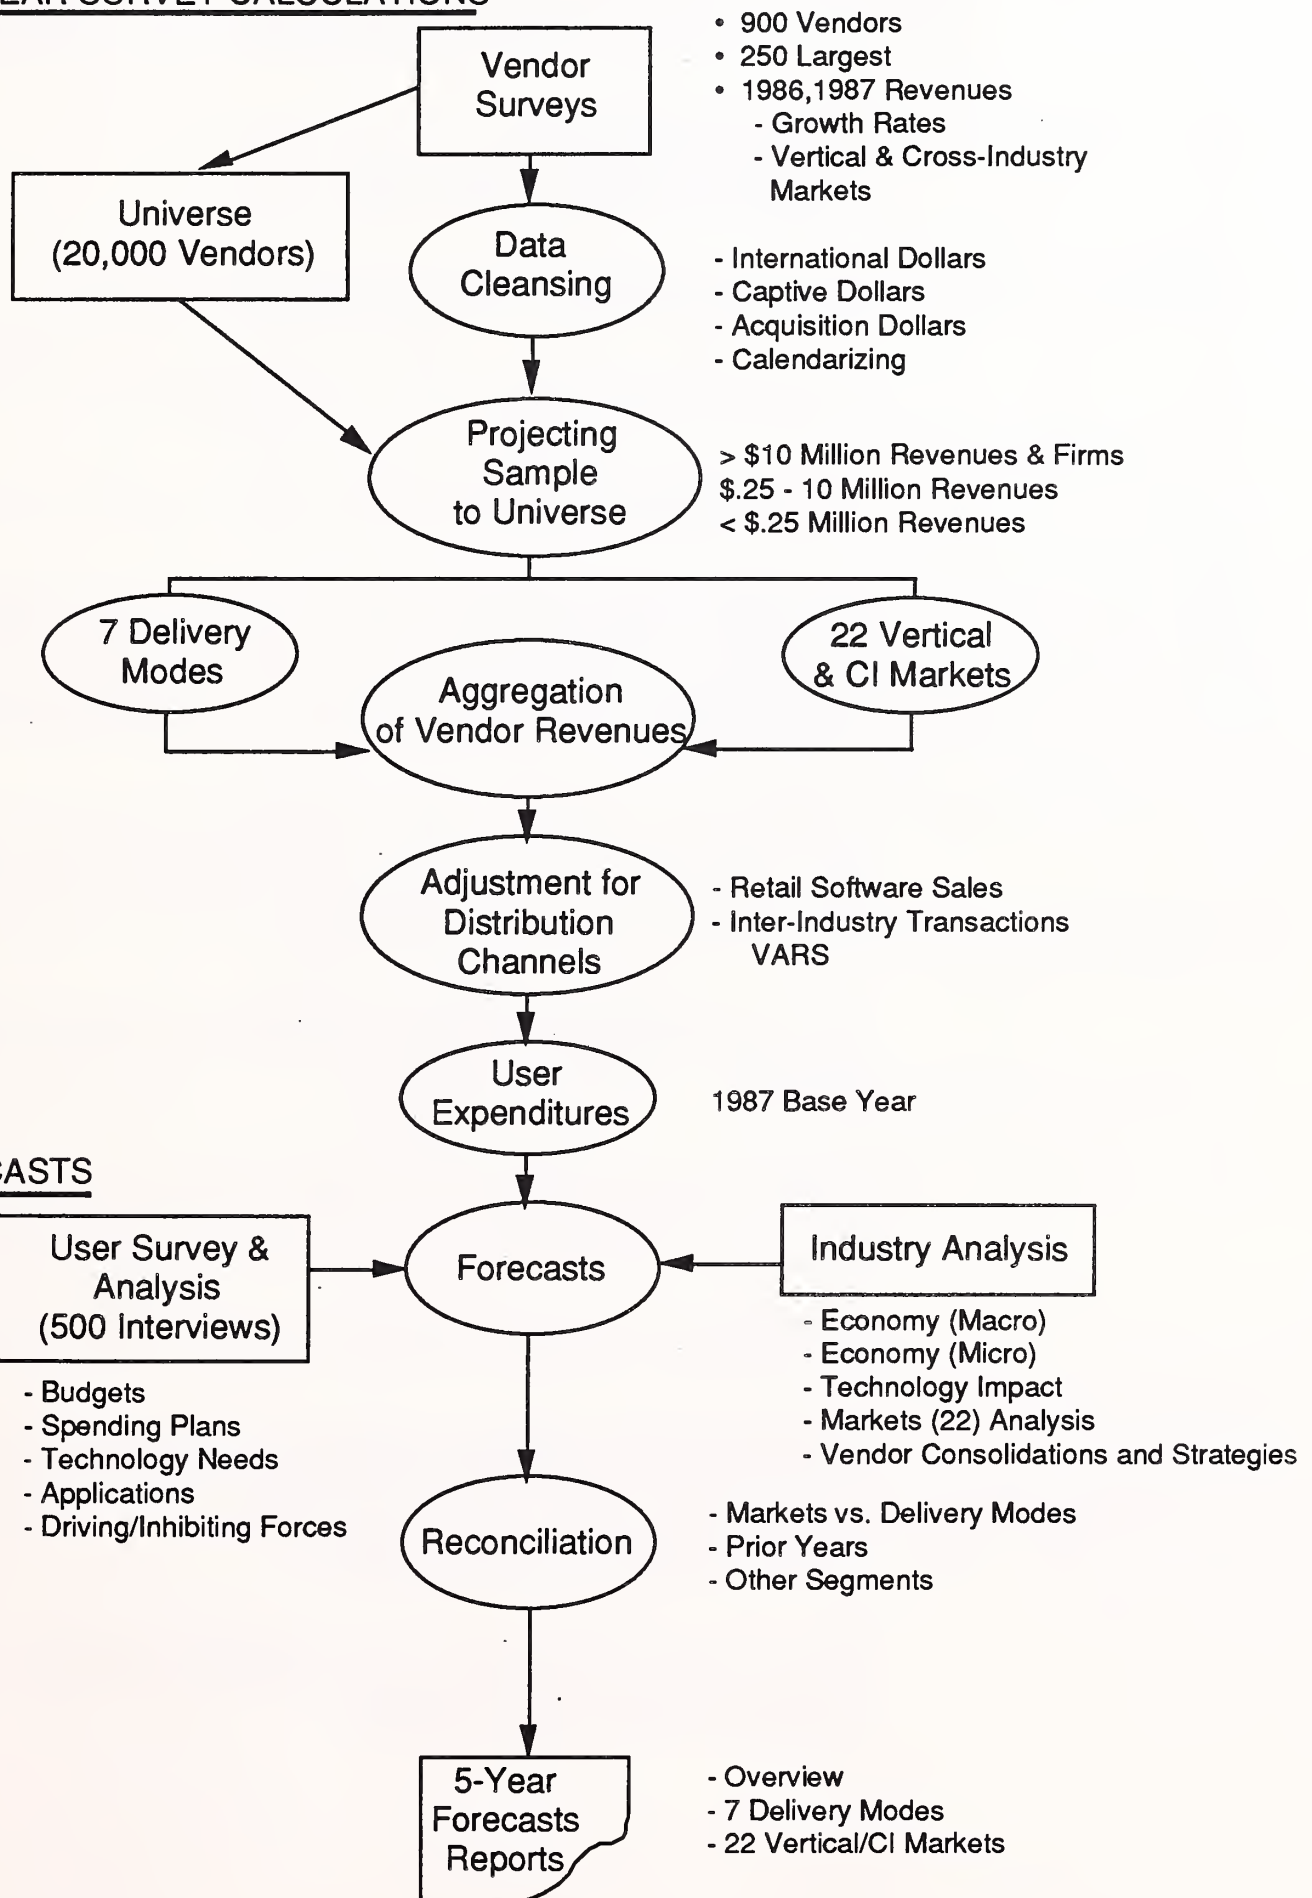 EAR SURVEY CALCULATIONS
Vendor
Surveys
• 900 Vendors
• 250 Largest
• 1986,1987 Revenues
- Growth Rates
- Vertical & Cross-Industry
Markets
Universe
(20,000 Vendors)
Data
Cleansing
- International Dollars
- Captive Dollars
- Acquisition Dollars
- Calendarizing
Projecting
Sample
to Universe
> $10 Million Revenues & Firms
$.25 - 10 Million Revenues
< $.25 Million Revenues
7 Delivery
Modes
22 Vertical
& CI Markets
Aggregation
of Vendor Revenues
Adjustment for
Distribution
Channels
- Retail Software Sales
- Inter-Industry Transactions
VARS
User
Expenditures
1987 Base Year
CASTS
User Survey &
Analysis
(500 Interviews)
- Budgets
- Spending Plans
- Technology Needs
- Applications
- Driving/Inhibiting Forces
Forecasts
Industry Analysis
- Economy (Macro)
- Economy (Micro)
- Technology Impact
- Markets (22) Analysis
- Vendor Consolidations and Strategies
Reconciliation
- Markets vs. Delivery Modes
- Prior Years
- Other Segments
5-Year
Forecasts
Reports
- Overview
- 7 Delivery Modes
- 22 Vertical/CI Markets